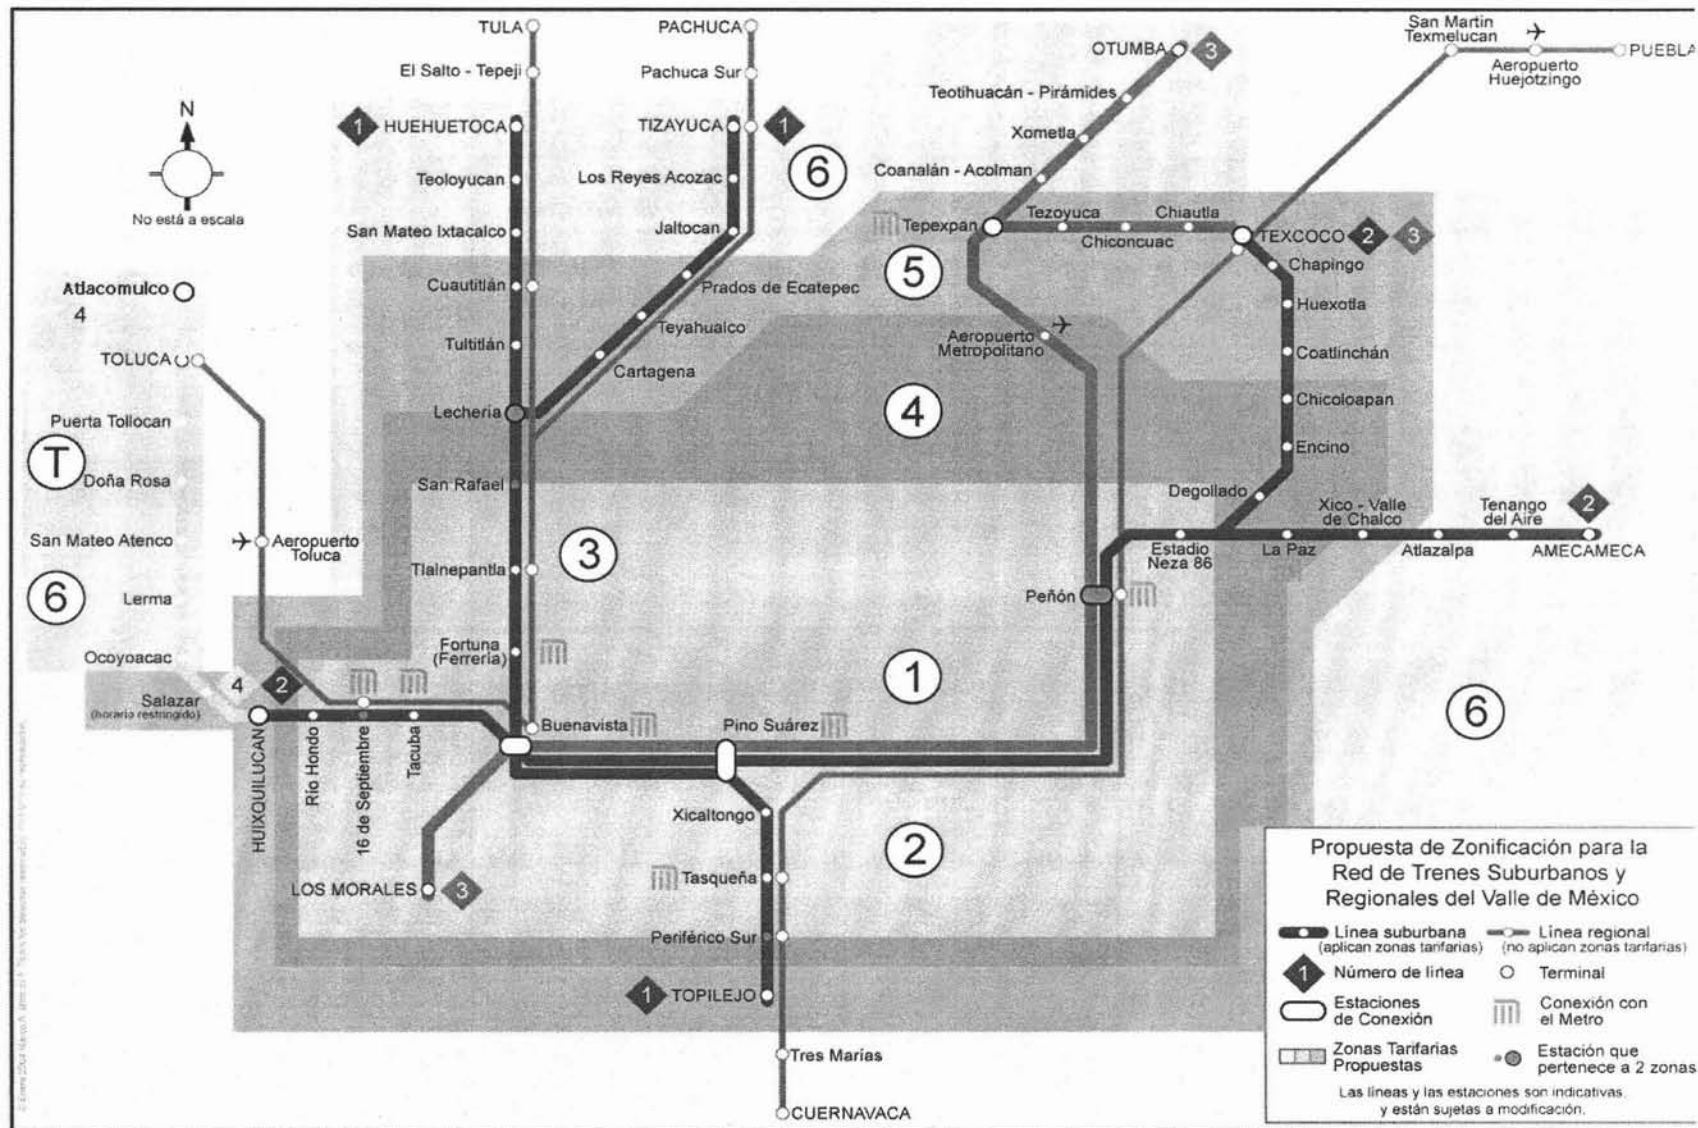 TULA
PACHUCA
El Salto - Tepeji
Pachuca Sur
OTUMBA
3
San Martin
Texmelucan
PUEBLA
Aeropuerto
Huejotzingo
N
No está a escala
1
HUEHUETOCA
TIZAYUCA
1
Teotihuacán - Pirámides
Xometla
Teoloyucan
Los Reyes Acozac
6
Coanalán - Acolman
San Mateo Ixtacalco
Jaltocan
Tepexpán
Tezoyuca
Chiautla
Chiconcuac
TEXCOCO
2
3
Chapingo
5
Atlacomulco
4
Cuautitlán
Prados de Ecatepec
Huexotla
Teyahualco
Aeropuerto
Metropolitano
TOLUCA
Tultitlán
Cartagena
Coatlinchán
Chicoloapan
Puerta Tollocan
Lechería
4
Encino
T
Doña Rosa
San Rafael
Degollado
Xico - Valle
de Chalco
Tenango
del Aire
2
San Mateo Atenco
Aeropuerto
Toluca
Tlalnepantla
3
Estadio
Neza 86
La Paz
Atlazalpa
AMECAMECA
6
Lerma
Peñón
Ocoyoacac
Fortuna
(Ferrería)
1
Salazar
(horario restringido)
4
2
Buenavista
Pino Suárez
6
HUIXQUILUCAN
Río Hondo
16 de Septiembre
Tacuba
Xicaltongo
2
LOS MORALES
3
Tasqueña
Periférico Sur
1
TOPILEJO
Tres Marías
CUERNAVACA
Propuesta de Zonificación para la
Red de Trenes Suburbanos y
Regionales del Valle de México
Línea suburbana
(aplican zonas tarifarias)
Línea regional
(no aplican zonas tarifarias)
1
Número de línea
Terminal
Estaciones
de Conexión
Conexión con
el Metro
Zonas Tarifarias
Propuestas
Estación que
pertenece a 2 zonas
Las líneas y las estaciones son indicativas,
y están sujetas a modificación.